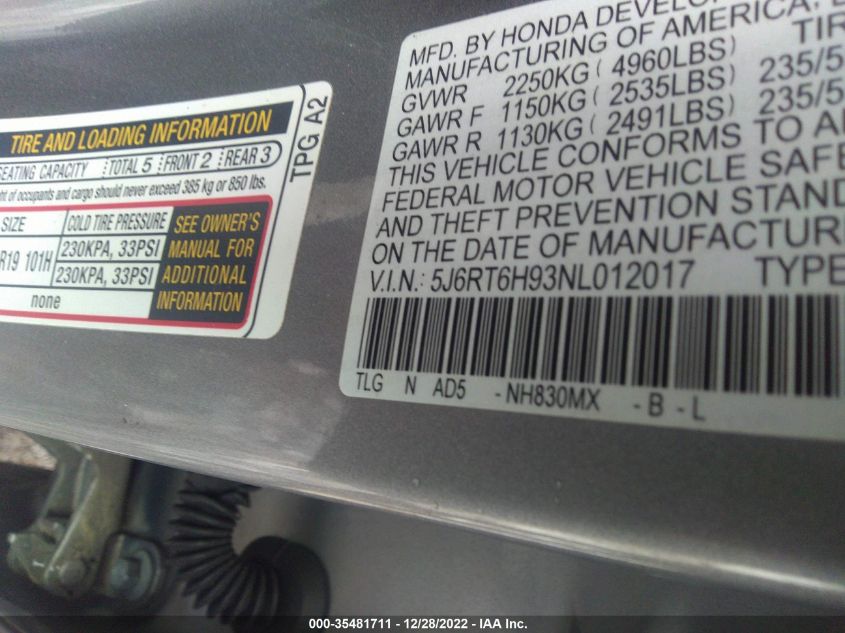 TIRE AND LOADING INFORMATION
SEATING CAPACITY TOTAL 5 FRONT 2 REAR 3
of occupants and cargo should never exceed 385 kg or 850 lbs.
SIZE COLD TIRE PRESSURE SEE OWNER'S MANUAL FOR ADDITIONAL INFORMATION
R19 101H 230KPA, 33PSI
230KPA, 33PSI
none
TPG A2
MFD. BY HONDA
MANUFACTURING OF AMERICA,
GVWR 2250KG ( 4960LBS)
GAWR F 1150KG ( 2535LBS) 235/5
GAWR R 1130KG ( 2491LBS) 235/5
THIS VEHICLE CONFORMS TO
FEDERAL MOTOR VEHICLE
AND THEFT PREVENTION
ON THE DATE OF
V.I.N.: 5J6RT6H93NL012017 TYPE
TLG N AD5 -NH830MX -B - L
000-35481711 - 12/28/2022 - IAA Inc.